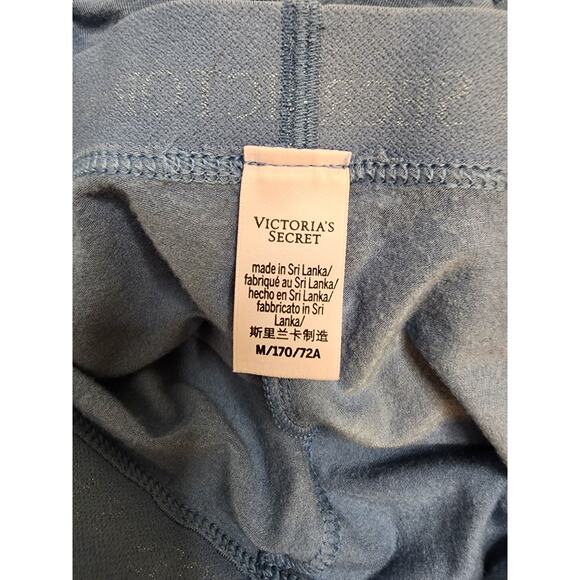 VICTORIA'S
SECRET
made in Sri Lanka/
fabriqué au Sri Lanka/
hecho en Sri Lanka/
fabbricato in Sri
Lanka/
斯里兰卡制造
M/170/72A